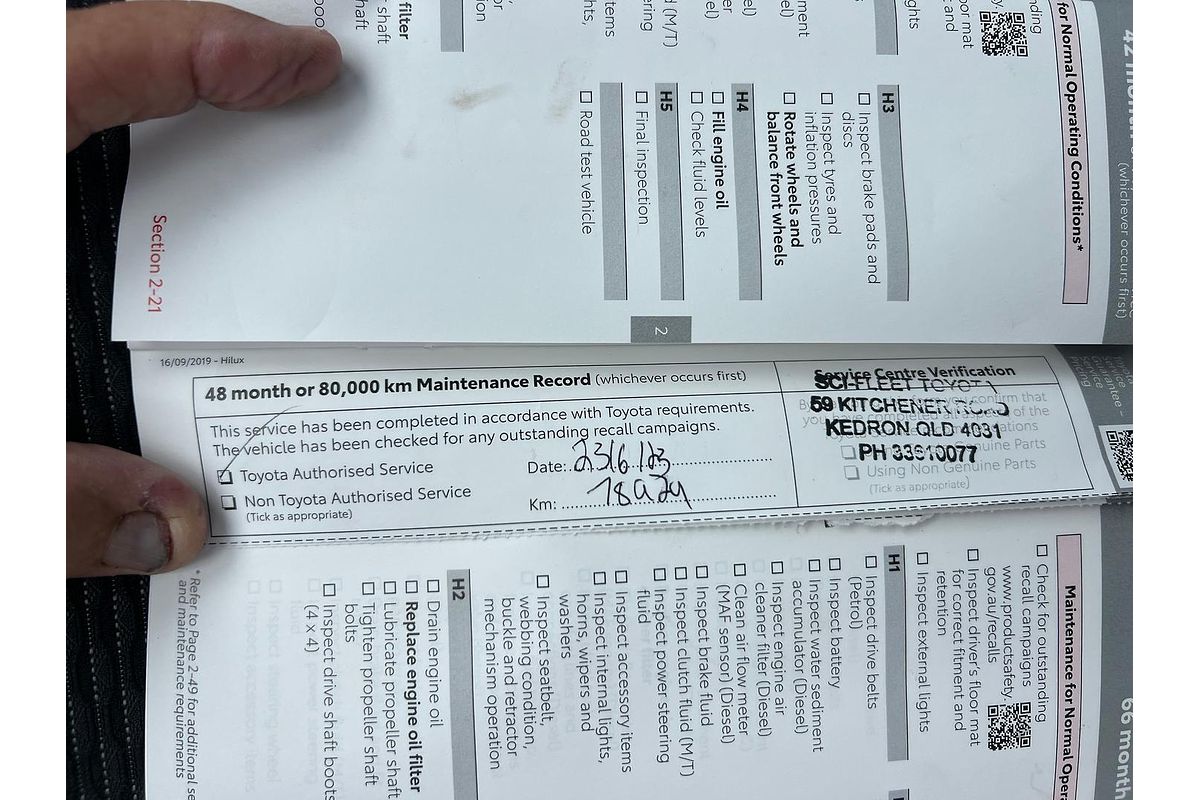 42 month
(whichever occurs first)
for Normal Operating Conditions*
H3
☐ Inspect brake pads and
discs
☐ Inspect tyres and
inflation pressures
☐ Rotate wheels and
balance front wheels
H4
☐ Fill engine oil
☐ Check fluid levels
H5
☐ Final inspection
☐ Road test vehicle
filter
shaft
Section 2-21
2
16/09/2019 - Hilux
48 month or 80,000 km Maintenance Record (whichever occurs first)
This service has been completed in accordance with Toyota requirements.
The vehicle has been checked for any outstanding recall campaigns.
☑ Toyota Authorised Service
☐ Non Toyota Authorised Service
(Tick as appropriate)
Date: 23/6/23
Km: 78929
Service Centre Verification
SCI-FLEET TOYOTA
59 KITCHENER ROAD
KEDRON QLD 4031
PH 33610077
☐ Using Non Genuine Parts
(Tick as appropriate)
66 month
Maintenance for Normal Opera
☐ Check for outstanding
recall campaigns
www.productsafety.
gov.au/recalls
☐ Inspect driver's floor mat
for correct fitment and
retention
☐ Inspect external lights
H1
☐ Inspect drive belts
(Petrol)
☐ Inspect battery
☐ Inspect water sediment
accumulator (Diesel)
☐ Inspect engine air
cleaner filter (Diesel)
☐ Clean air flow meter
(MAF sensor) (Diesel)
☐ Inspect brake fluid
☐ Inspect clutch fluid (M/T)
☐ Inspect power steering
fluid
☐ Inspect accessory items
☐ Inspect internal lights,
horns, wipers and
washers
☐ Inspect seatbelt,
webbing condition,
buckle and retractor
mechanism operation
H2
☐ Drain engine oil
☐ Replace engine oil filter
☐ Lubricate propeller shaft
☐ Tighten propeller shaft
bolts
☐ Inspect drive shaft boots
(4 x 4)
* Refer to Page 2-49 for additional se
and maintenance requirements